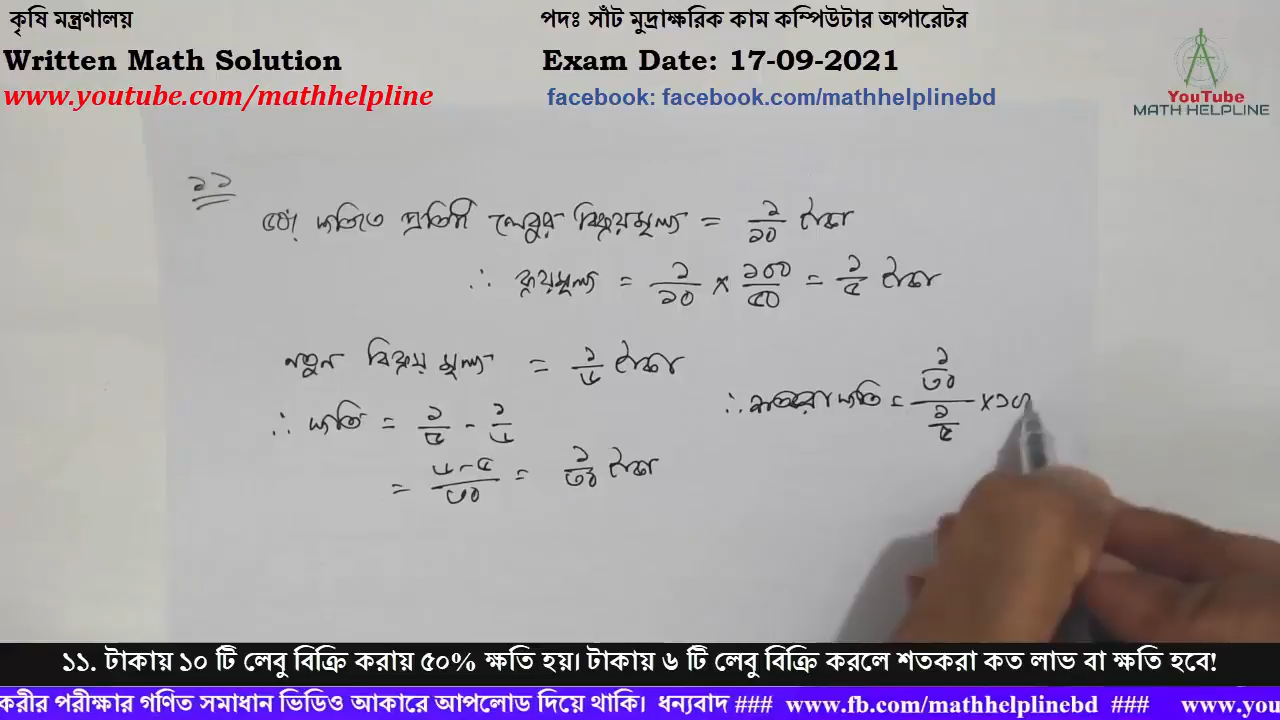 কৃষি মন্ত্রণালয়
পদঃ সাঁট মুদ্রাক্ষরিক কাম কম্পিউটার অপারেটর
Written Math Solution
Exam Date: 17-09-2021
www.youtube.com/mathhelpline
facebook: facebook.com/mathhelplinebd
YouTube
MATH HELPLINE
১১
৫০% ক্ষতিতে প্রতিটি লেবুর বিক্রয়মূল্য = ১/১০ টাকা
∴ ক্রয়মূল্য = ১/১০ × ১০০/৫০ = ১/৫ টাকা
নতুন বিক্রয় মূল্য = ১/৬ টাকা
∴ ক্ষতি = ১/৫ - ১/৬
= ৬-৫/৩০ = ১/৩০ টাকা
∴ শতকরা ক্ষতি = ১/৩০ / ১/৫ ×১০০
১১. টাকায় ১০ টি লেবু বিক্রি করায় ৫০% ক্ষতি হয়। টাকায় ৬ টি লেবু বিক্রি করলে শতকরা কত লাভ বা ক্ষতি হবে!
করীর পরীক্ষার গণিত সমাধান ভিডিও আকারে আপলোড দিয়ে থাকি। ধন্যবাদ ### www.fb.com/mathhelplinebd ### www.you